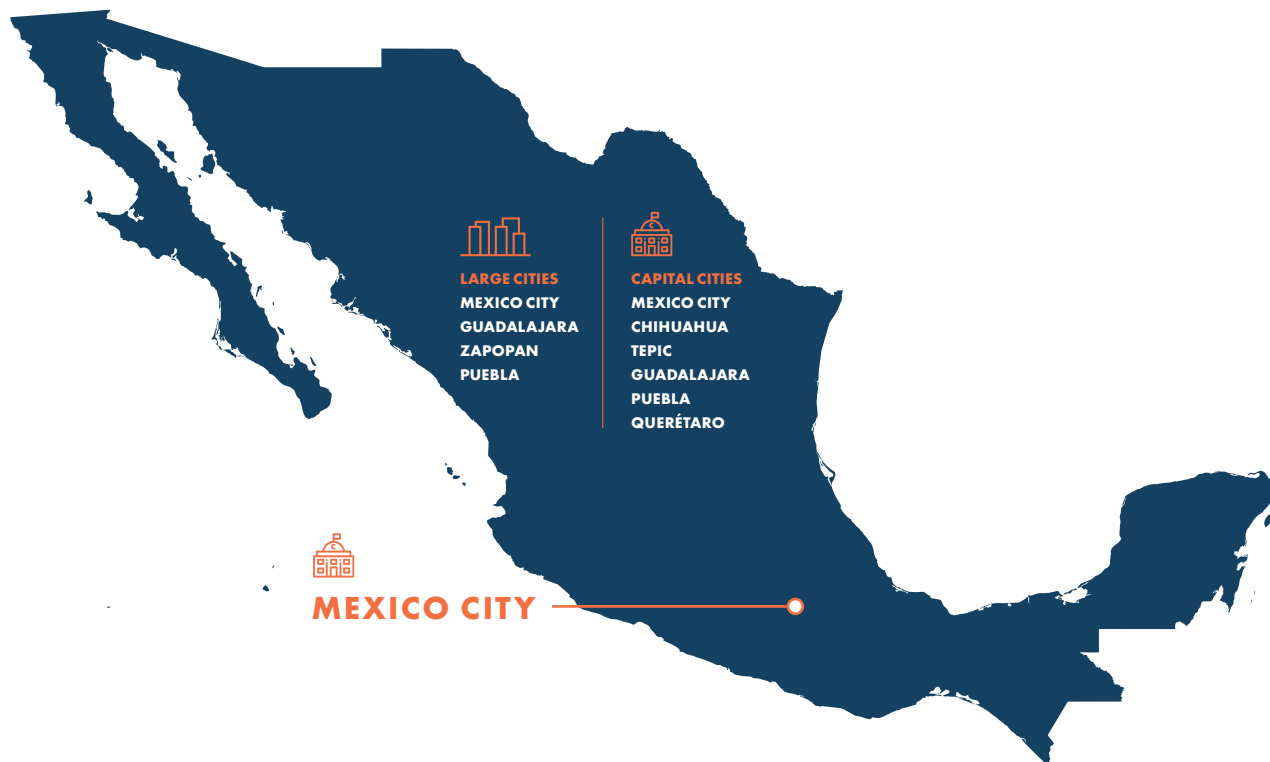 LARGE CITIES
MEXICO CITY
GUADALAJARA
ZAPOPAN
PUEBLA
CAPITAL CITIES
MEXICO CITY
CHIHUAHUA
TEPIC
GUADALAJARA
PUEBLA
QUERÉTARO
MEXICO CITY